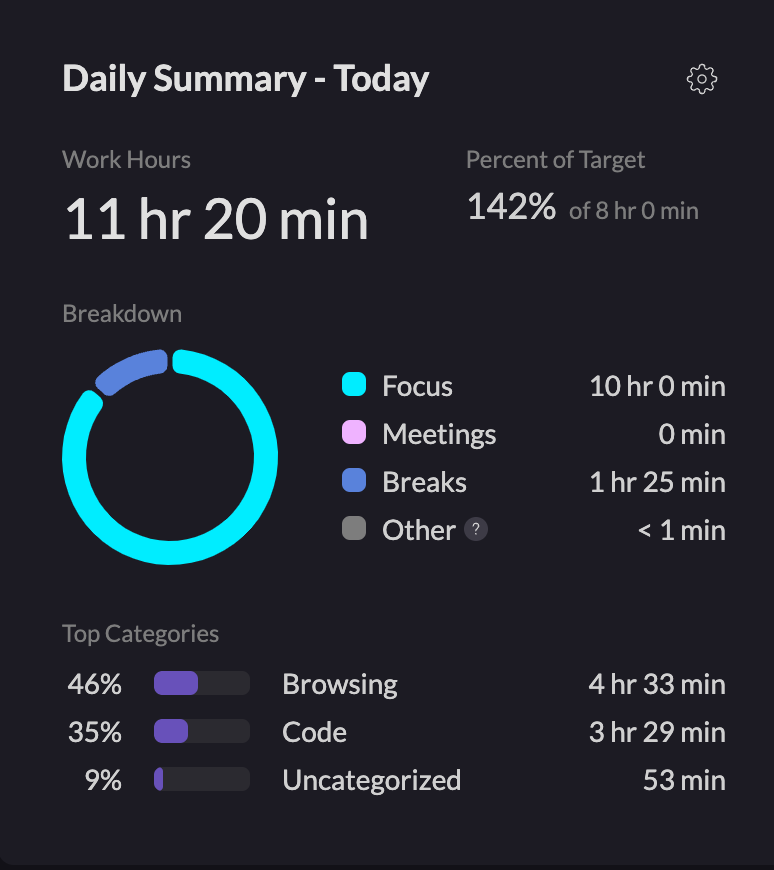 Daily Summary - Today
Work Hours
11 hr 20 min
Percent of Target
142% of 8 hr 0 min
Breakdown
Focus 10 hr 0 min
Meetings 0 min
Breaks 1 hr 25 min
Other ? < 1 min
Top Categories
46% Browsing 4 hr 33 min
35% Code 3 hr 29 min
9% Uncategorized 53 min